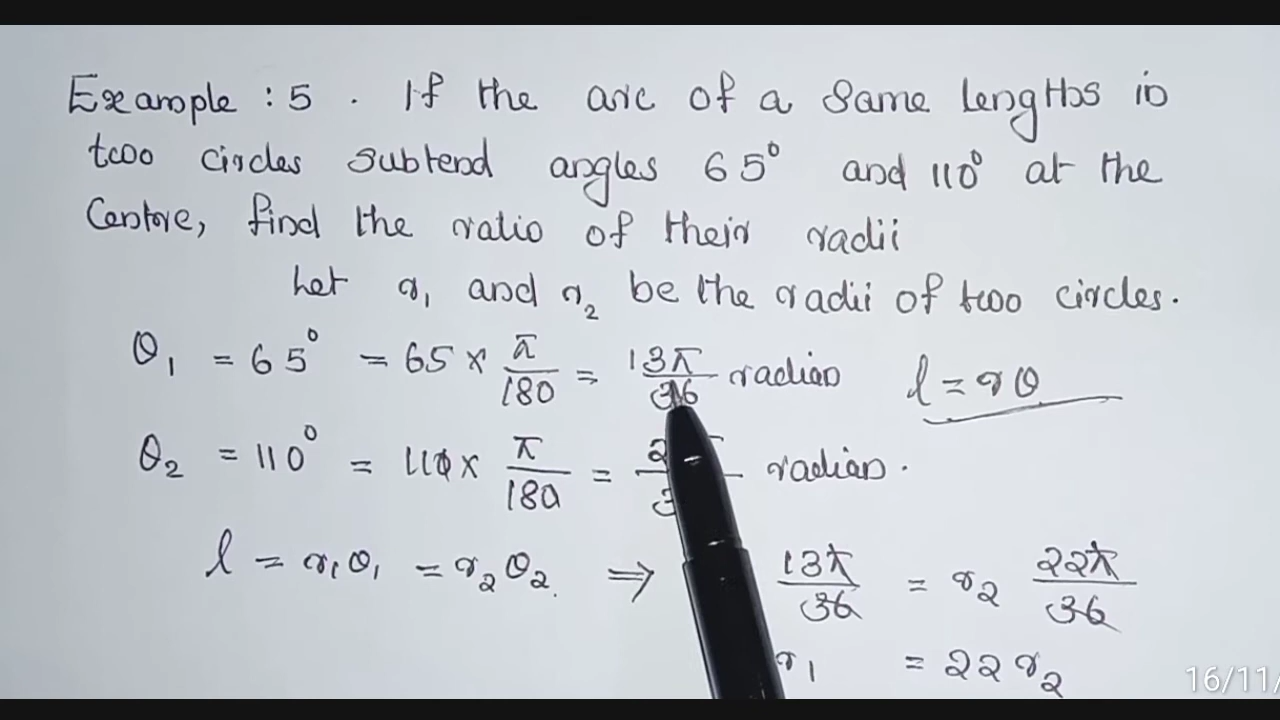 Example : 5 . If the arc of a same lengths in
two circles subtend angles 65° and 110° at the
Centre, find the ratio of their radii
Let r₁ and r₂ be the radii of two circles.
θ₁ = 65° = 65 × π/180 = 13π/36 radian l = rθ
θ₂ = 110° = 110 × π/180 = radian.
l = r₁θ₁ = r₂θ₂. ⇒ 13π/36 = r₂ 22π/36
r₁ = 22 r₂
16/11/